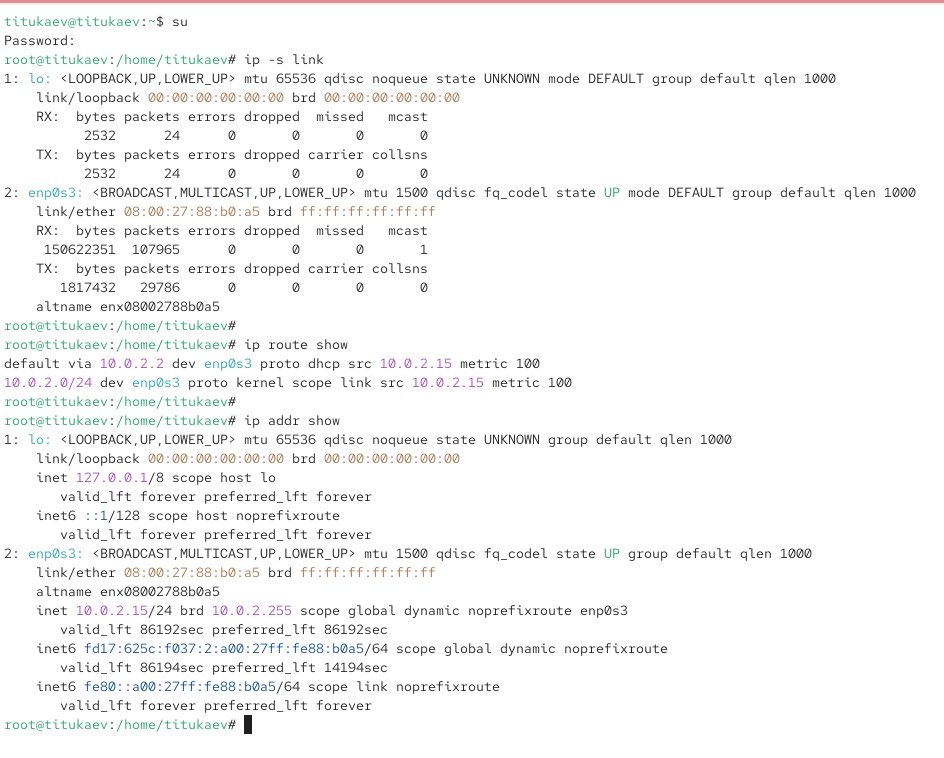 titukaev@titukaev:~$ su
Password:
root@titukaev:/home/titukaev# ip -s link
1: lo: <LOOPBACK,UP,LOWER_UP> mtu 65536 qdisc noqueue state UNKNOWN mode DEFAULT group default qlen 1000
    link/loopback 00:00:00:00:00:00 brd 00:00:00:00:00:00
    RX:  bytes packets errors dropped  missed   mcast
          2532      24      0       0       0       0
    TX:  bytes packets errors dropped carrier collsns
          2532      24      0       0       0       0
2: enp0s3: <BROADCAST,MULTICAST,UP,LOWER_UP> mtu 1500 qdisc fq_codel state UP mode DEFAULT group default qlen 1000
    link/ether 08:00:27:88:b0:a5 brd ff:ff:ff:ff:ff:ff
    RX:  bytes packets errors dropped  missed   mcast
     150622351  107965      0       0       0       1
    TX:  bytes packets errors dropped carrier collsns
       1817432   29786      0       0       0       0
    altname enx08002788b0a5
root@titukaev:/home/titukaev#
root@titukaev:/home/titukaev# ip route show
default via 10.0.2.2 dev enp0s3 proto dhcp src 10.0.2.15 metric 100
10.0.2.0/24 dev enp0s3 proto kernel scope link src 10.0.2.15 metric 100
root@titukaev:/home/titukaev#
root@titukaev:/home/titukaev# ip addr show
1: lo: <LOOPBACK,UP,LOWER_UP> mtu 65536 qdisc noqueue state UNKNOWN group default qlen 1000
    link/loopback 00:00:00:00:00:00 brd 00:00:00:00:00:00
    inet 127.0.0.1/8 scope host lo
       valid_lft forever preferred_lft forever
    inet6 ::1/128 scope host noprefixroute
       valid_lft forever preferred_lft forever
2: enp0s3: <BROADCAST,MULTICAST,UP,LOWER_UP> mtu 1500 qdisc fq_codel state UP group default qlen 1000
    link/ether 08:00:27:88:b0:a5 brd ff:ff:ff:ff:ff:ff
    altname enx08002788b0a5
    inet 10.0.2.15/24 brd 10.0.2.255 scope global dynamic noprefixroute enp0s3
       valid_lft 86192sec preferred_lft 86192sec
    inet6 fd17:625c:f037:2:a00:27ff:fe88:b0a5/64 scope global dynamic noprefixroute
       valid_lft 86194sec preferred_lft 14194sec
    inet6 fe80::a00:27ff:fe88:b0a5/64 scope link noprefixroute
       valid_lft forever preferred_lft forever
root@titukaev:/home/titukaev#